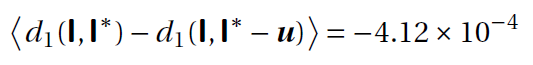 ⟨d₁(I,I*) – d₁(I,I* – u)⟩ = −4.12 × 10⁻⁴